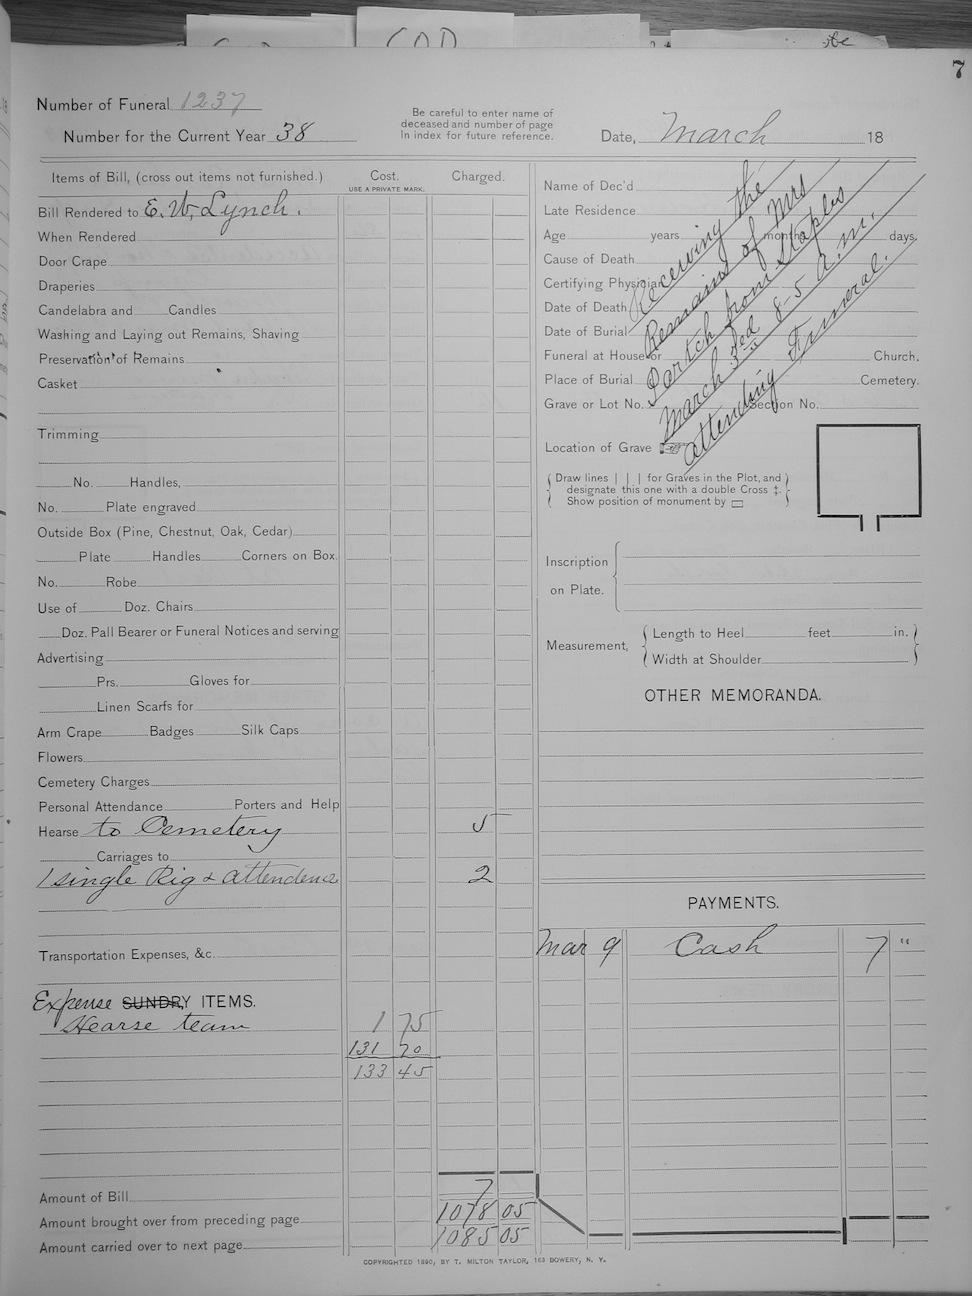 COD
7
Number of Funeral 1237
Number for the Current Year 38
Be careful to enter name of
deceased and number of page
in index for future reference.
Date, March 18
Items of Bill, (cross out items not furnished.)
Cost.
USE A PRIVATE MARK.
Charged.
Bill Rendered to E. W. Lynch.
When Rendered
Door Crape
Draperies
Candelabra and Candles
Washing and Laying out Remains, Shaving
Preservation of Remains
Casket
Trimming
No. Handles,
No. Plate engraved
Outside Box (Pine, Chestnut, Oak, Cedar)
Plate Handles Corners on Box.
No. Robe
Use of Doz. Chairs
Doz. Pall Bearer or Funeral Notices and serving
Advertising
Prs. Gloves for
Linen Scarfs for
Arm Crape Badges Silk Caps
Flowers
Cemetery Charges
Personal Attendance Porters and Help
Hearse to Cemetery 5
Carriages to
1 single Rig & attendence 2
Transportation Expenses, &c.
Expense SUNDRY ITEMS.
Hearse team 1 75
131 70
133 45
Amount of Bill 7
Amount brought over from preceding page 1078 05
Amount carried over to next page 1085 05
Name of Dec'd
Late Residence
Age years months days.
Cause of Death
Certifying Physician
Date of Death
Date of Burial
Funeral at House or Church.
Place of Burial Cemetery.
Grave or Lot No. Section No.
Location of Grave
Receiving the
Remains of Mrs
Partch from Staples
March 3rd 8-5 a.m.
attending Funeral.
Draw lines | | | for Graves in the Plot, and
designate this one with a double Cross ‡.
Show position of monument by ▭
Inscription
on Plate.
Measurement,
Length to Heel feet in.
Width at Shoulder
OTHER MEMORANDA.
PAYMENTS.
Mar 9 Cash 7 "
COPYRIGHTED 1890, BY T. MILTON TAYLOR, 163 BOWERY, N. Y.